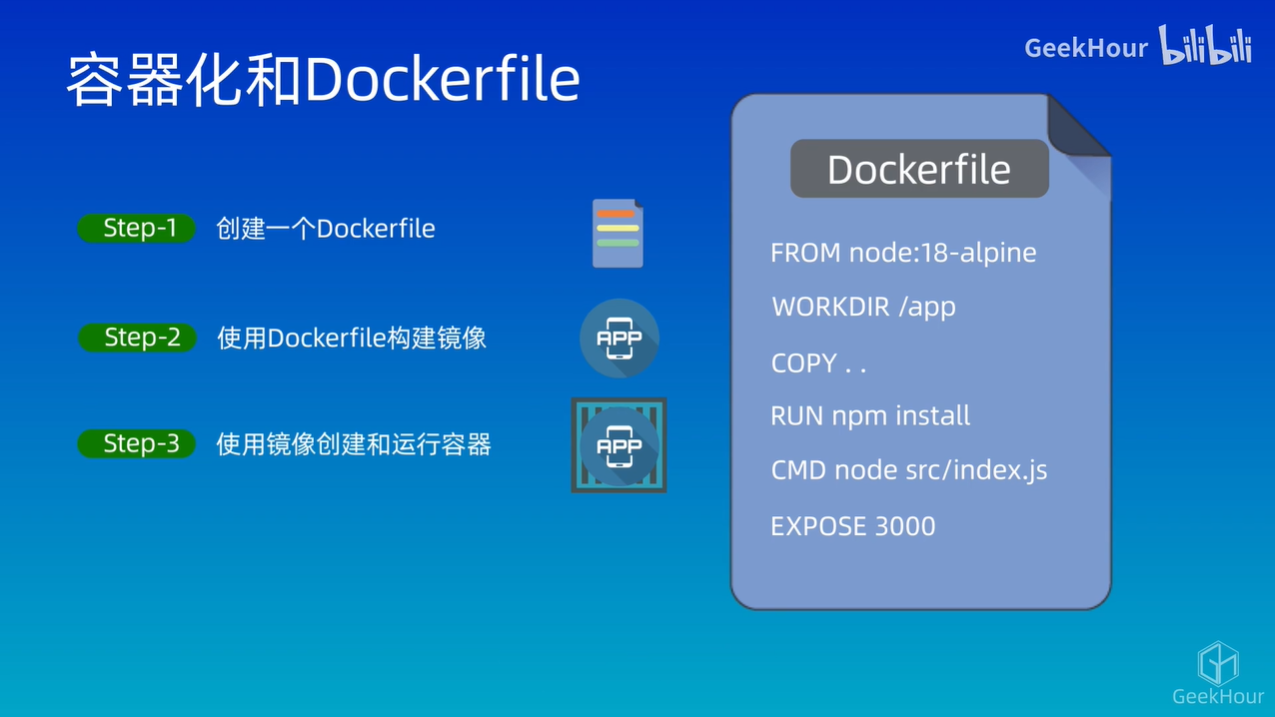 容器化和Dockerfile
GeekHour bilibili
Step-1 创建一个Dockerfile
Step-2 使用Dockerfile构建镜像
APP
Step-3 使用镜像创建和运行容器
APP
Dockerfile
FROM node:18-alpine
WORKDIR /app
COPY . .
RUN npm install
CMD node src/index.js
EXPOSE 3000
GeekHour